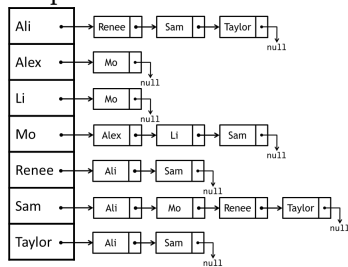 Ali Renee Sam Taylor
null
Alex Mo
null
Li Mo
null
Mo Alex Li Sam
null
Renee Ali Sam
null
Sam Ali Mo Renee Taylor
null
Taylor Ali Sam
null